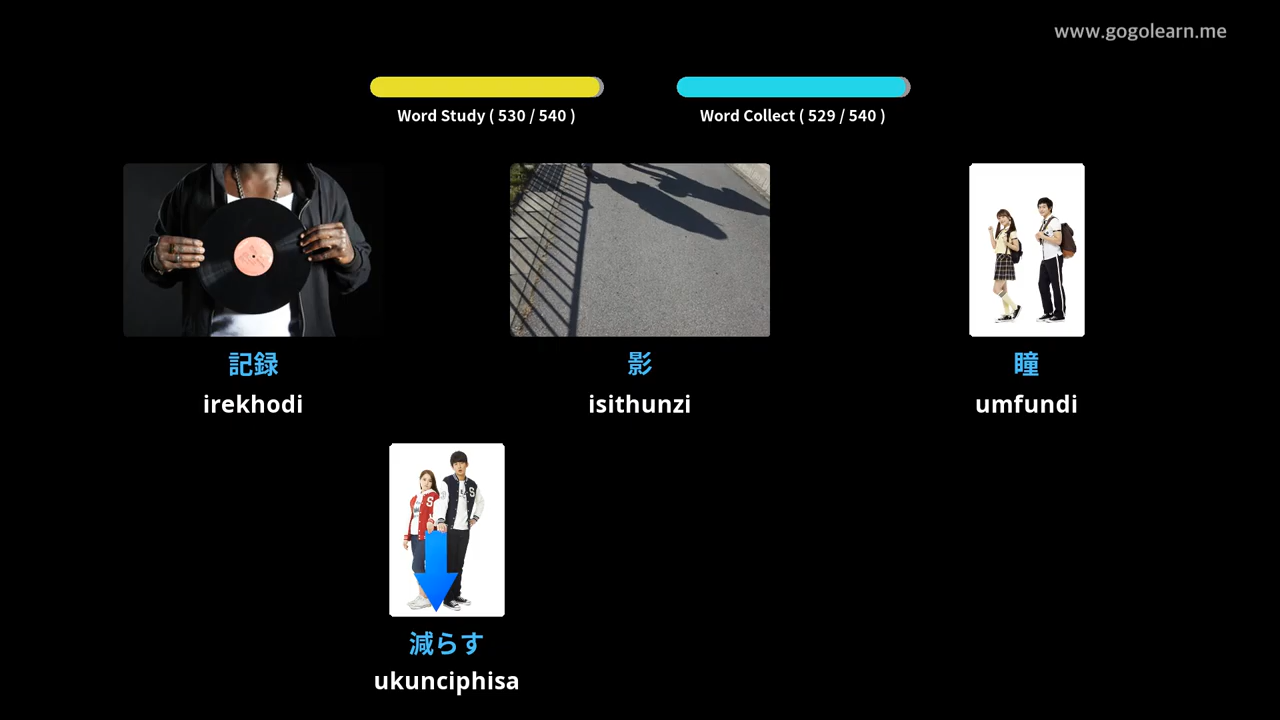 www.gogolearn.me
Word Study ( 530 / 540 )
Word Collect ( 529 / 540 )
記録
影
瞳
irekhodi
isithunzi
umfundi
減らす
ukunciphisa